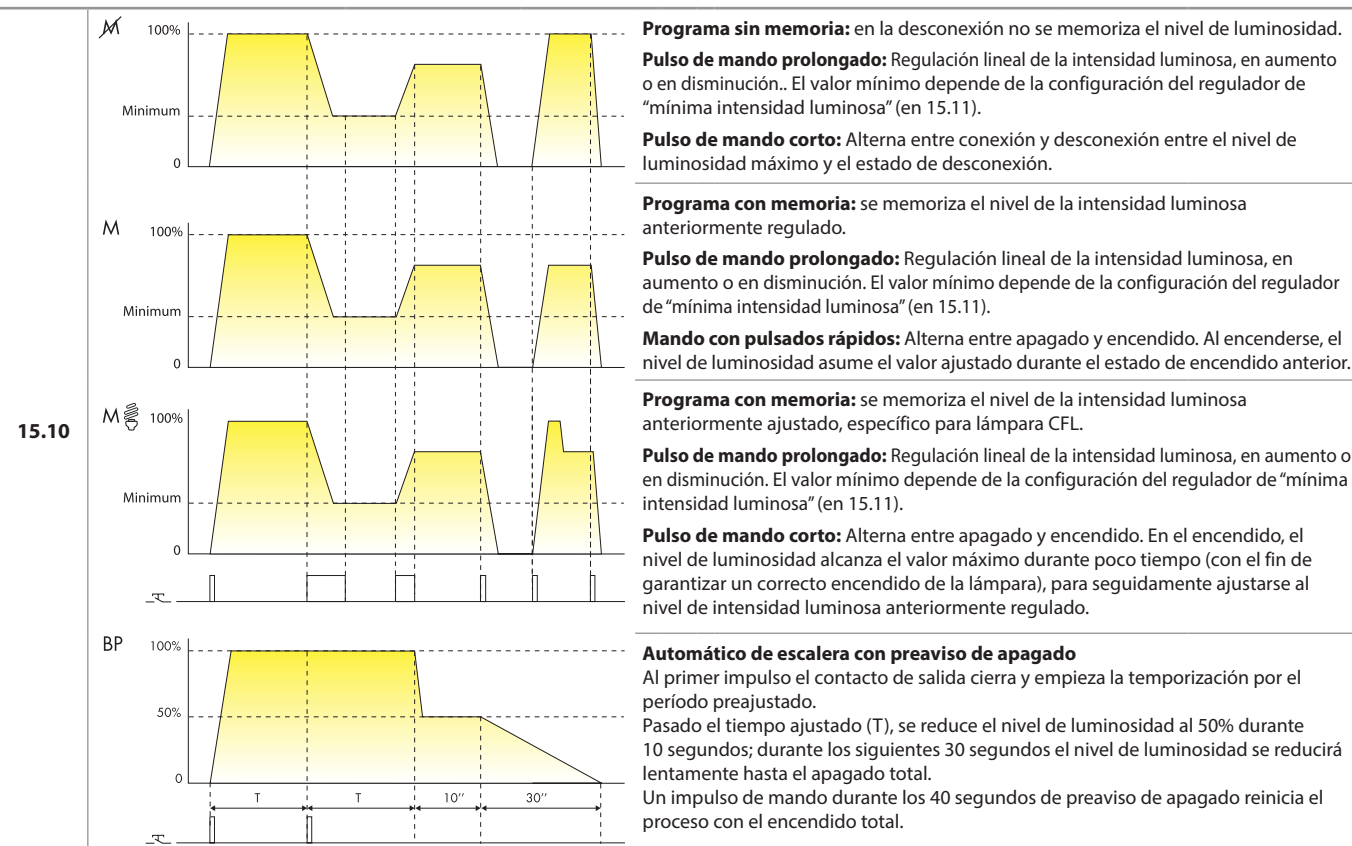 15.10
M
100%
Minimum
0
Programa sin memoria: en la desconexión no se memoriza el nivel de luminosidad.
Pulso de mando prolongado: Regulación lineal de la intensidad luminosa, en aumento
o en disminución.. El valor mínimo depende de la configuración del regulador de
“mínima intensidad luminosa” (en 15.11).
Pulso de mando corto: Alterna entre conexión y desconexión entre el nivel de
luminosidad máximo y el estado de desconexión.
M
100%
Minimum
0
Programa con memoria: se memoriza el nivel de la intensidad luminosa
anteriormente regulado.
Pulso de mando prolongado: Regulación lineal de la intensidad luminosa, en
aumento o en disminución. El valor mínimo depende de la configuración del regulador
de “mínima intensidad luminosa” (en 15.11).
Mando con pulsados rápidos: Alterna entre apagado y encendido. Al encenderse, el
nivel de luminosidad asume el valor ajustado durante el estado de encendido anterior.
M
100%
Minimum
0
Programa con memoria: se memoriza el nivel de la intensidad luminosa
anteriormente ajustado, específico para lámpara CFL.
Pulso de mando prolongado: Regulación lineal de la intensidad luminosa, en aumento o
en disminución. El valor mínimo depende de la configuración del regulador de “mínima
intensidad luminosa” (en 15.11).
Pulso de mando corto: Alterna entre apagado y encendido. En el encendido, el
nivel de luminosidad alcanza el valor máximo durante poco tiempo (con el fin de
garantizar un correcto encendido de la lámpara), para seguidamente ajustarse al
nivel de intensidad luminosa anteriormente regulado.
BP
100%
50%
0
T T 10’’ 30’’
Automático de escalera con preaviso de apagado
Al primer impulso el contacto de salida cierra y empieza la temporización por el
período preajustado.
Pasado el tiempo ajustado (T), se reduce el nivel de luminosidad al 50% durante
10 segundos; durante los siguientes 30 segundos el nivel de luminosidad se reducirá
lentamente hasta el apagado total.
Un impulso de mando durante los 40 segundos de preaviso de apagado reinicia el
proceso con el encendido total.